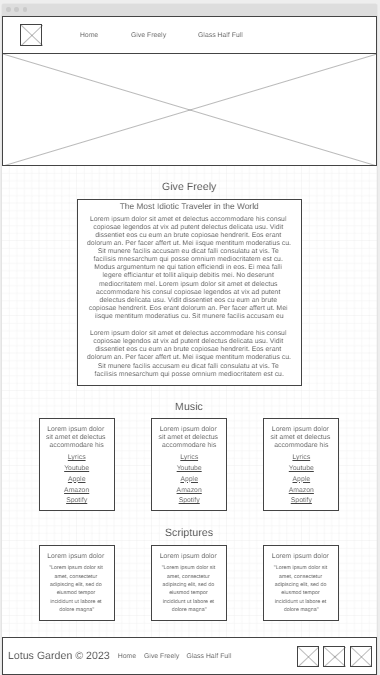 Home Give Freely Glass Half Full
Give Freely
The Most Idiotic Traveler in the World
Lorem ipsum dolor sit amet et delectus accommodare his consul
copiosae legendos at vix ad putent delectus delicata usu. Vidit
dissentiet eos cu eum an brute copiosae hendrerit. Eos erant
dolorum an. Per facer affert ut. Mei iisque mentitum moderatius cu.
Sit munere facilis accusam eu dicat falli consulatu at vis. Te
facilisis mnesarchum qui posse omnium mediocritatem est cu.
Modus argumentum ne qui tation efficiendi in eos. Ei mea falli
legere efficiantur et tollit aliquip debitis mei. No deserunt
mediocritatem mel. Lorem ipsum dolor sit amet et delectus
accommodare his consul copiosae legendos at vix ad putent
delectus delicata usu. Vidit dissentiet eos cu eum an brute
copiosae hendrerit. Eos erant dolorum an. Per facer affert ut. Mei
iisque mentitum moderatius cu. Sit munere facilis accusam eu
Lorem ipsum dolor sit amet et delectus accommodare his consul
copiosae legendos at vix ad putent delectus delicata usu. Vidit
dissentiet eos cu eum an brute copiosae hendrerit. Eos erant
dolorum an. Per facer affert ut. Mei iisque mentitum moderatius cu.
Sit munere facilis accusam eu dicat falli consulatu at vis. Te
facilisis mnesarchum qui posse omnium mediocritatem est cu.
Music
Lorem ipsum dolor
sit amet et delectus
accommodare his
Lyrics
Youtube
Apple
Amazon
Spotify
Lorem ipsum dolor
sit amet et delectus
accommodare his
Lyrics
Youtube
Apple
Amazon
Spotify
Lorem ipsum dolor
sit amet et delectus
accommodare his
Lyrics
Youtube
Apple
Amazon
Spotify
Scriptures
Lorem ipsum dolor
"Lorem ipsum dolor sit
amet, consectetur
adipiscing elit, sed do
eiusmod tempor
incididunt ut labore et
dolore magna"
Lorem ipsum dolor
"Lorem ipsum dolor sit
amet, consectetur
adipiscing elit, sed do
eiusmod tempor
incididunt ut labore et
dolore magna"
Lorem ipsum dolor
"Lorem ipsum dolor sit
amet, consectetur
adipiscing elit, sed do
eiusmod tempor
incididunt ut labore et
dolore magna"
Lotus Garden © 2023 Home Give Freely Glass Half Full